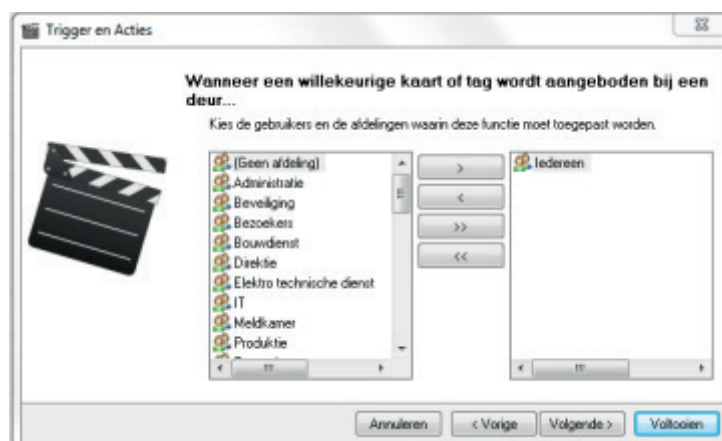 Trigger en Acties
Wanneer een willekeurige kaart of tag wordt aangeboden bij een
deur...
Kies de gebruikers en de afdelingen waarin deze functie moet toegepast worden.
(Geen afdeling)
Administratie
Beveiliging
Bezoekers
Bouwdienst
Direktie
Elektro technische dienst
IT
Meldkamer
Produktie
>
<
>>
<<
Iedereen
Annuleren
< Vorige
Volgende >
Voltooien